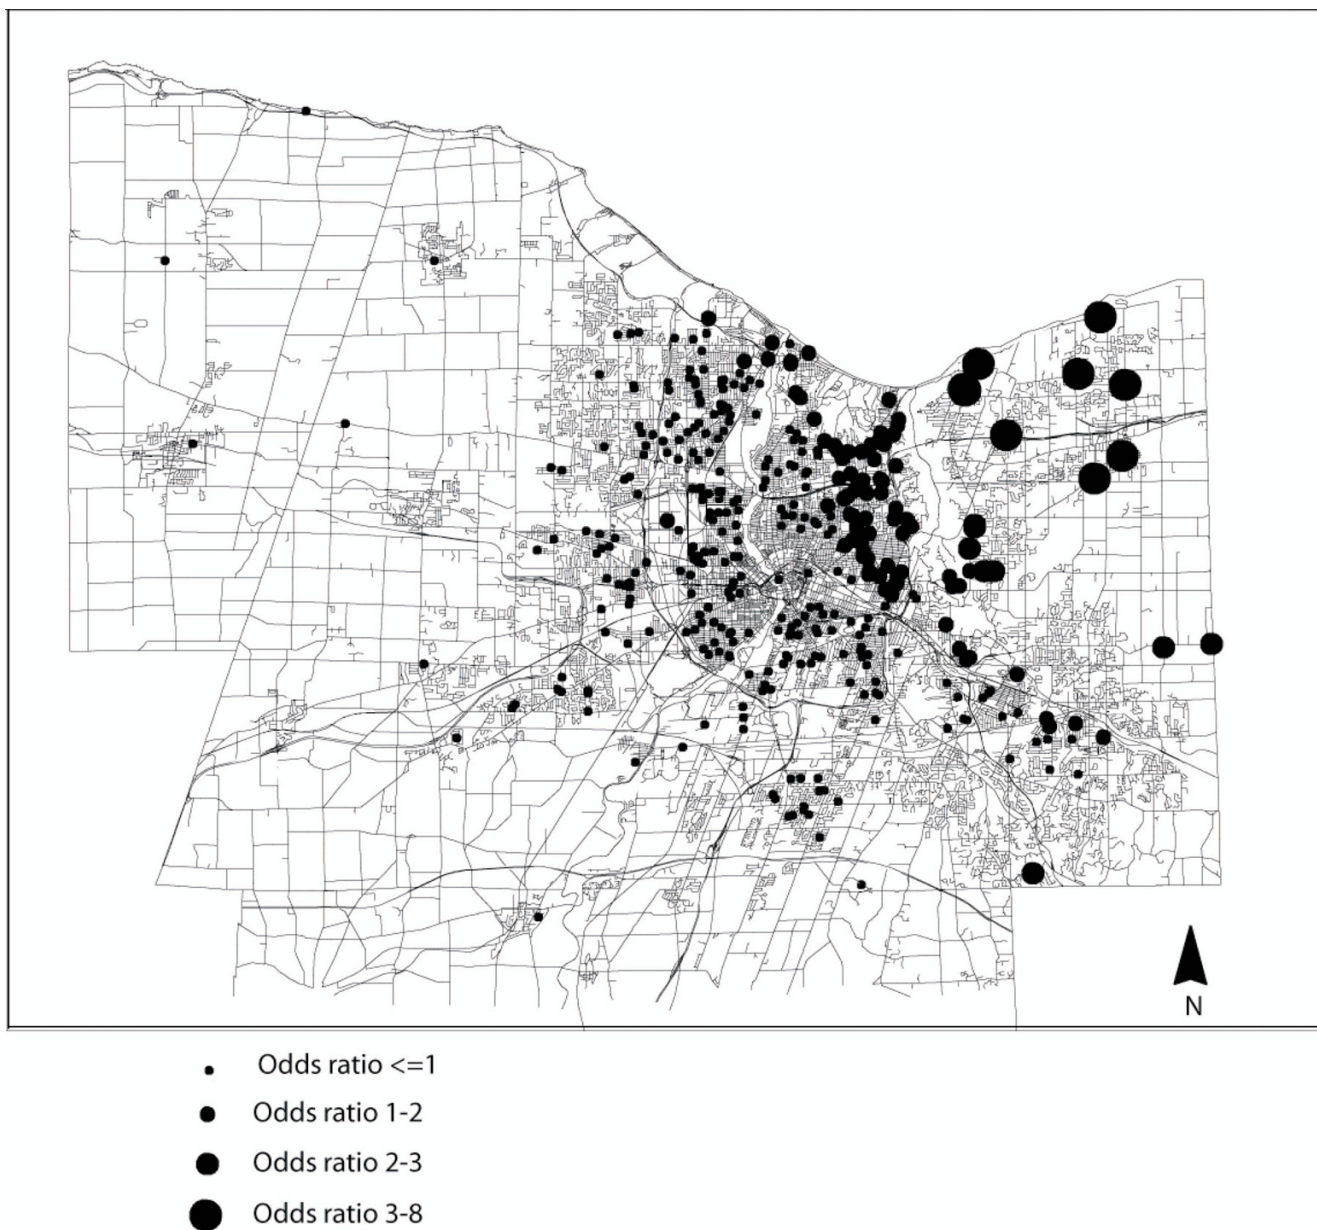 N
Odds ratio <=1
Odds ratio 1-2
Odds ratio 2-3
Odds ratio 3-8